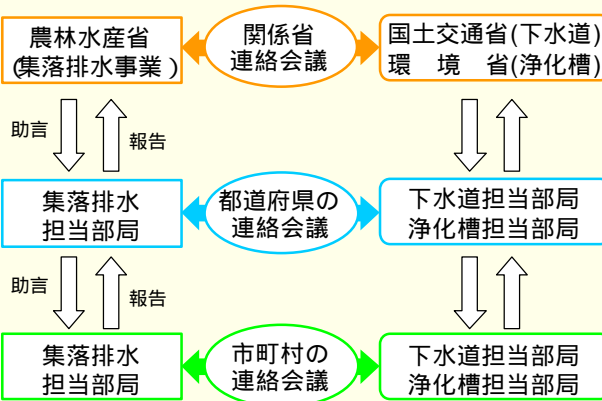 農林水産省
(集落排水事業)
関係省
連絡会議
国土交通省(下水道)
環　境　省(浄化槽)
助言
報告
集落排水
担当部局
都道府県の
連絡会議
下水道担当部局
浄化槽担当部局
助言
報告
集落排水
担当部局
市町村の
連絡会議
下水道担当部局
浄化槽担当部局